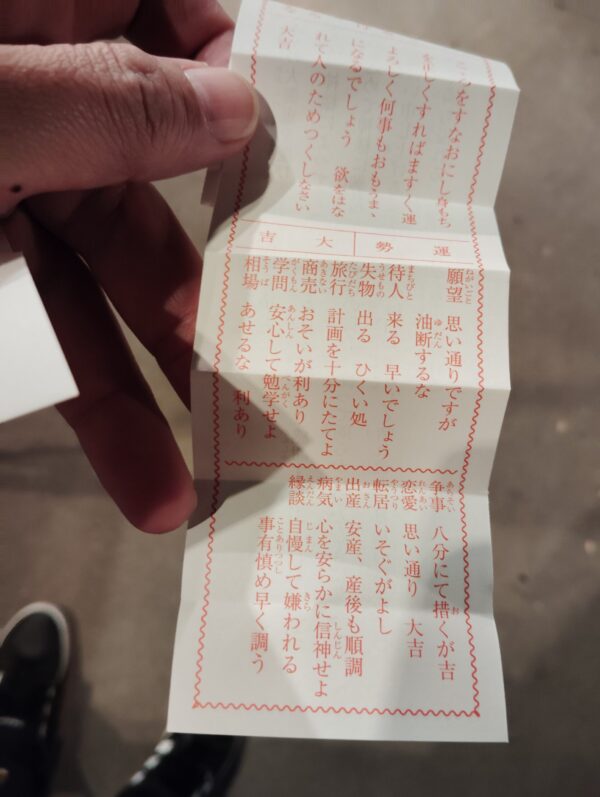 ろをすなおにし身もち
を正しくすればますく運
よろしく何事もおもうまゝ
になるでしょう　欲をはな
れて人のためつくしなさい
大吉
運勢　大吉
願望　思い通りですが
油断するな
待人　来る　早いでしょう
失物　出る　ひくい処
旅行　計画を十分にたてよ
商売　おそいが利あり
学問　安心して勉学せよ
相場　あせるな　利あり
争事　八分にて措くが吉
恋愛　思い通り　大吉
転居　いそぐがよし
出産　安産、産後も順調
病気　心を安らかに信神せよ
縁談　自慢して嫌われる
事有慎め早く調う